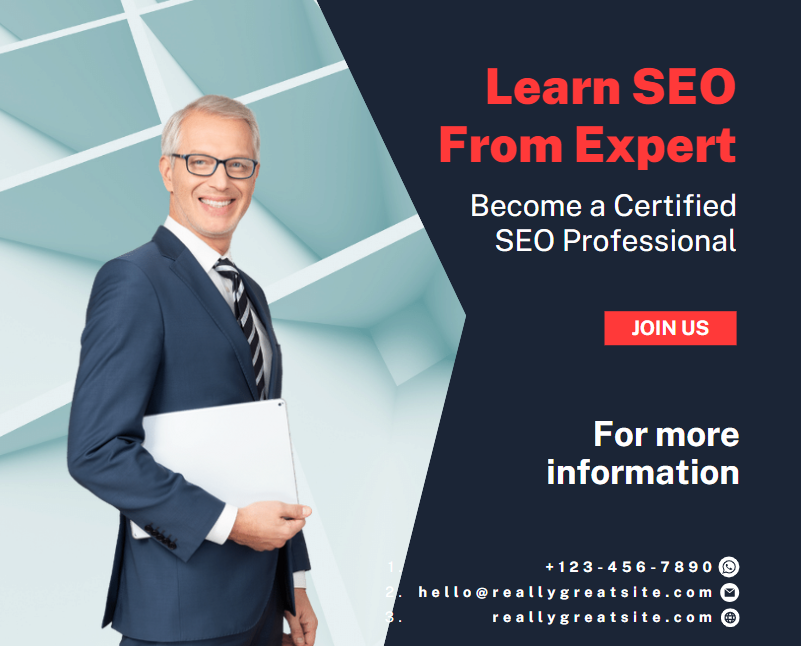 Learn SEO
From Expert
Become a Certified
SEO Professional
JOIN US
For more
information
1. +123-456-7890
2. hello@reallygreatsite.com
3. reallygreatsite.com